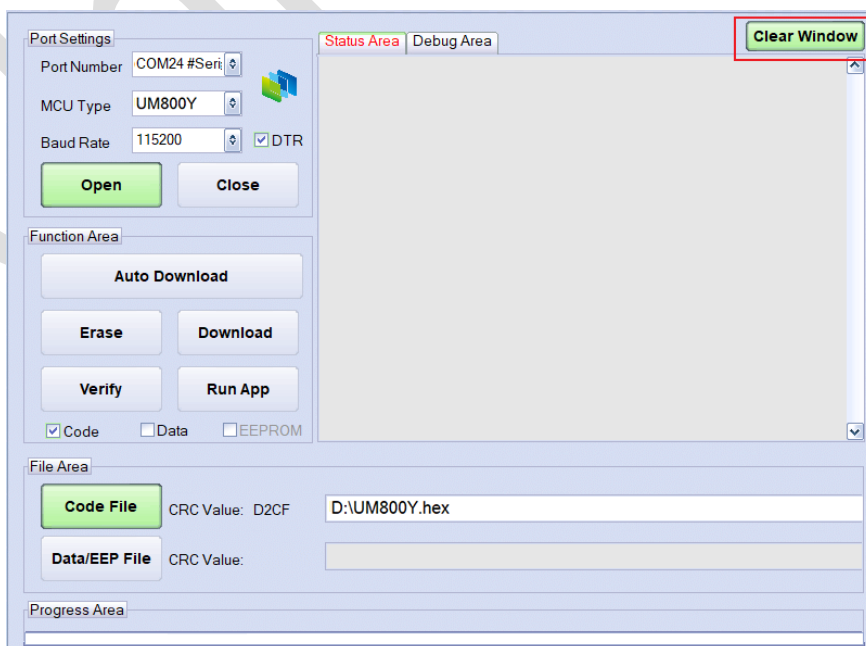 Port Settings
Port Number COM24 #Seri
MCU Type UM800Y
Baud Rate 115200 DTR
Open Close
Function Area
Auto Download
Erase Download
Verify Run App
Code Data EEPROM
Status Area Debug Area
Clear Window
File Area
Code File CRC Value: D2CF D:\UM800Y.hex
Data/EEP File CRC Value:
Progress Area